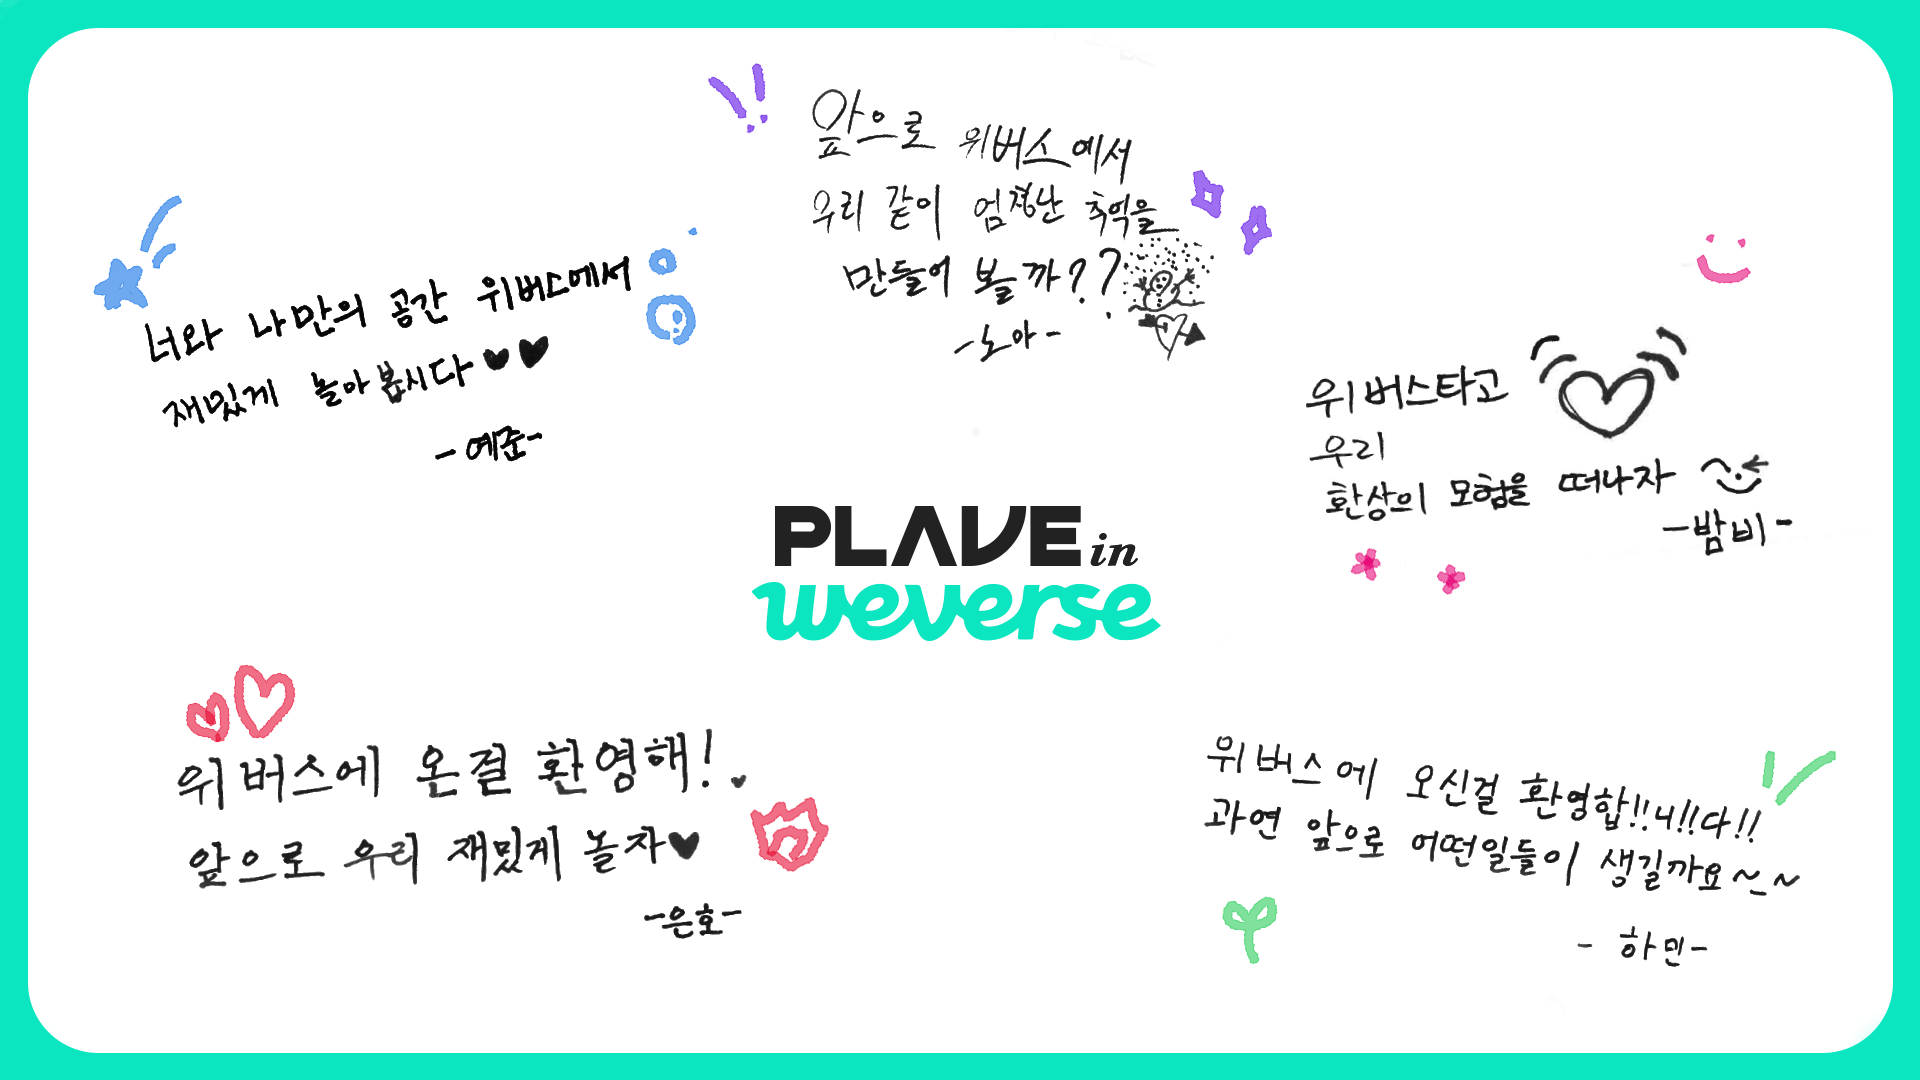 너와 나만의 공간 위버스에서
재밌게 놀아봅시다♥♥
-예준-
앞으로 위버스에서
우리 같이 엄청난 추억을
만들어 볼까??
-노아-
위버스타고
우리
환상의 모험을 떠나자
-밤비-
PLAVE in
weverse
위버스에 온걸 환영해!
앞으로 우리 재밌게 놀자♥
-은호-
위버스에 오신걸 환영합!!니!!다!!
과연 앞으로 어떤일들이 생길까요~~
- 하민-